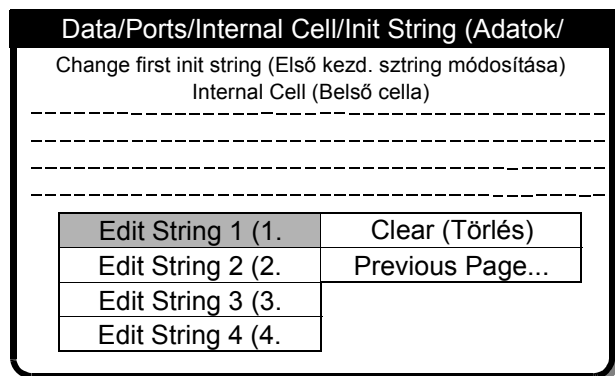 Data/Ports/Internal Cell/Init String (Adatok/
Change first init string (Első kezd. sztring módosítása)
Internal Cell (Belső cella)
Edit String 1 (1.
Clear (Törlés)
Edit String 2 (2.
Previous Page...
Edit String 3 (3.
Edit String 4 (4.